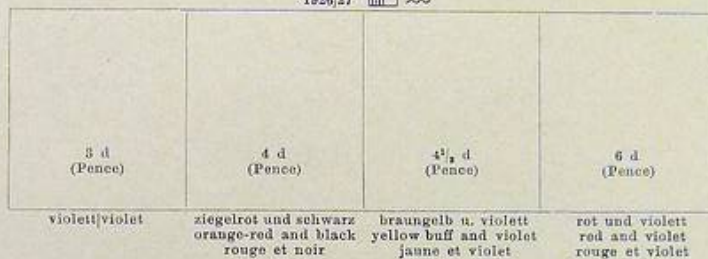 1926/27
3 d 4 d 4½ d 6 d
(Pence) (Pence) (Pence) (Pence)
violett|violet ziegelrot und schwarz braungelb u. violett rot und violett
orange-red and black yellow buff and violet red and violet
rouge et noir jaune et violet rouge et violet